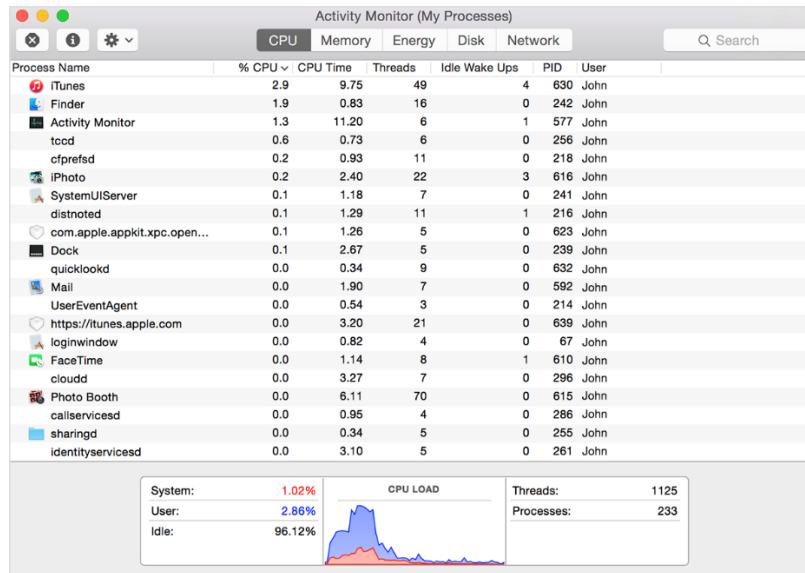 Activity Monitor (My Processes)
CPU Memory Energy Disk Network Search
Process Name % CPU CPU Time Threads Idle Wake Ups PID User
iTunes 2.9 9.75 49 4 630 John
Finder 1.9 0.83 16 0 242 John
Activity Monitor 1.3 11.20 6 1 577 John
tccd 0.6 0.73 6 0 256 John
cfprefsd 0.2 0.93 11 0 218 John
iPhoto 0.2 2.40 22 3 616 John
SystemUIServer 0.1 1.18 7 0 241 John
distnoted 0.1 1.29 11 1 216 John
com.apple.appkit.xpc.open... 0.1 1.26 5 0 623 John
Dock 0.1 2.67 5 0 239 John
quicklookd 0.0 0.34 9 0 632 John
Mail 0.0 1.90 7 0 592 John
UserEventAgent 0.0 0.54 3 0 214 John
https://itunes.apple.com 0.0 3.20 21 0 639 John
loginwindow 0.0 0.82 4 0 67 John
FaceTime 0.0 1.14 8 1 610 John
cloudd 0.0 3.27 7 0 296 John
Photo Booth 0.0 6.11 70 0 615 John
callservicesd 0.0 0.95 4 0 286 John
sharingd 0.0 0.34 5 0 255 John
identityservicesd 0.0 3.10 5 0 261 John
System: 1.02% CPU LOAD Threads: 1125
User: 2.86% Processes: 233
Idle: 96.12%